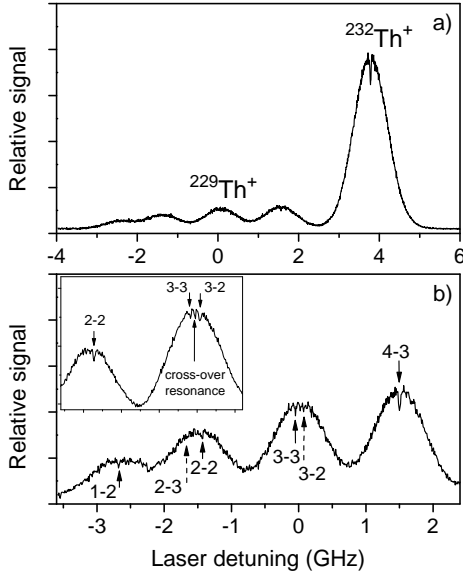 a)
²³²Th⁺
²²⁹Th⁺
Relative signal
-4 -2 0 2 4 6
b)
3-3 3-2
2-2
cross-over
resonance
4-3
Relative signal
1-2 2-3 2-2 3-3 3-2
-3 -2 -1 0 1 2
Laser detuning (GHz)